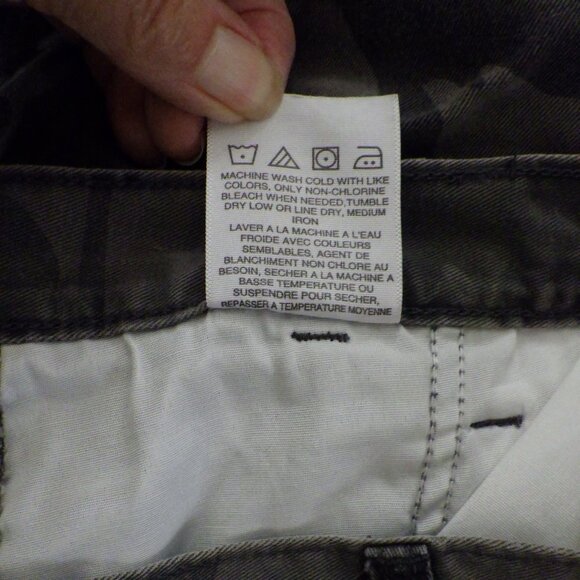 MACHINE WASH COLD WITH LIKE
COLORS, ONLY NON-CHLORINE
BLEACH WHEN NEEDED,TUMBLE
DRY LOW OR LINE DRY, MEDIUM
IRON
LAVER A LA MACHINE A L'EAU
FROIDE AVEC COULEURS
SEMBLABLES, AGENT DE
BLANCHIMENT NON CHLORE AU
BESOIN, SECHER A LA MACHINE A
BASSE TEMPERATURE OU
SUSPENDRE POUR SECHER,
REPASSER A TEMPERATURE MOYENNE